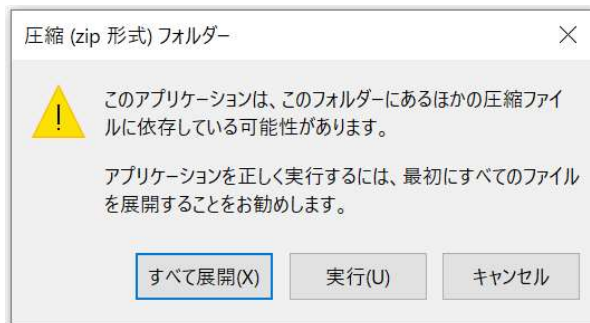 圧縮 (zip 形式) フォルダー
このアプリケーションは、このフォルダーにあるほかの圧縮ファイ
ルに依存している可能性があります。
アプリケーションを正しく実行するには、最初にすべてのファイル
を展開することをお勧めします。
すべて展開(X)
実行(U)
キャンセル